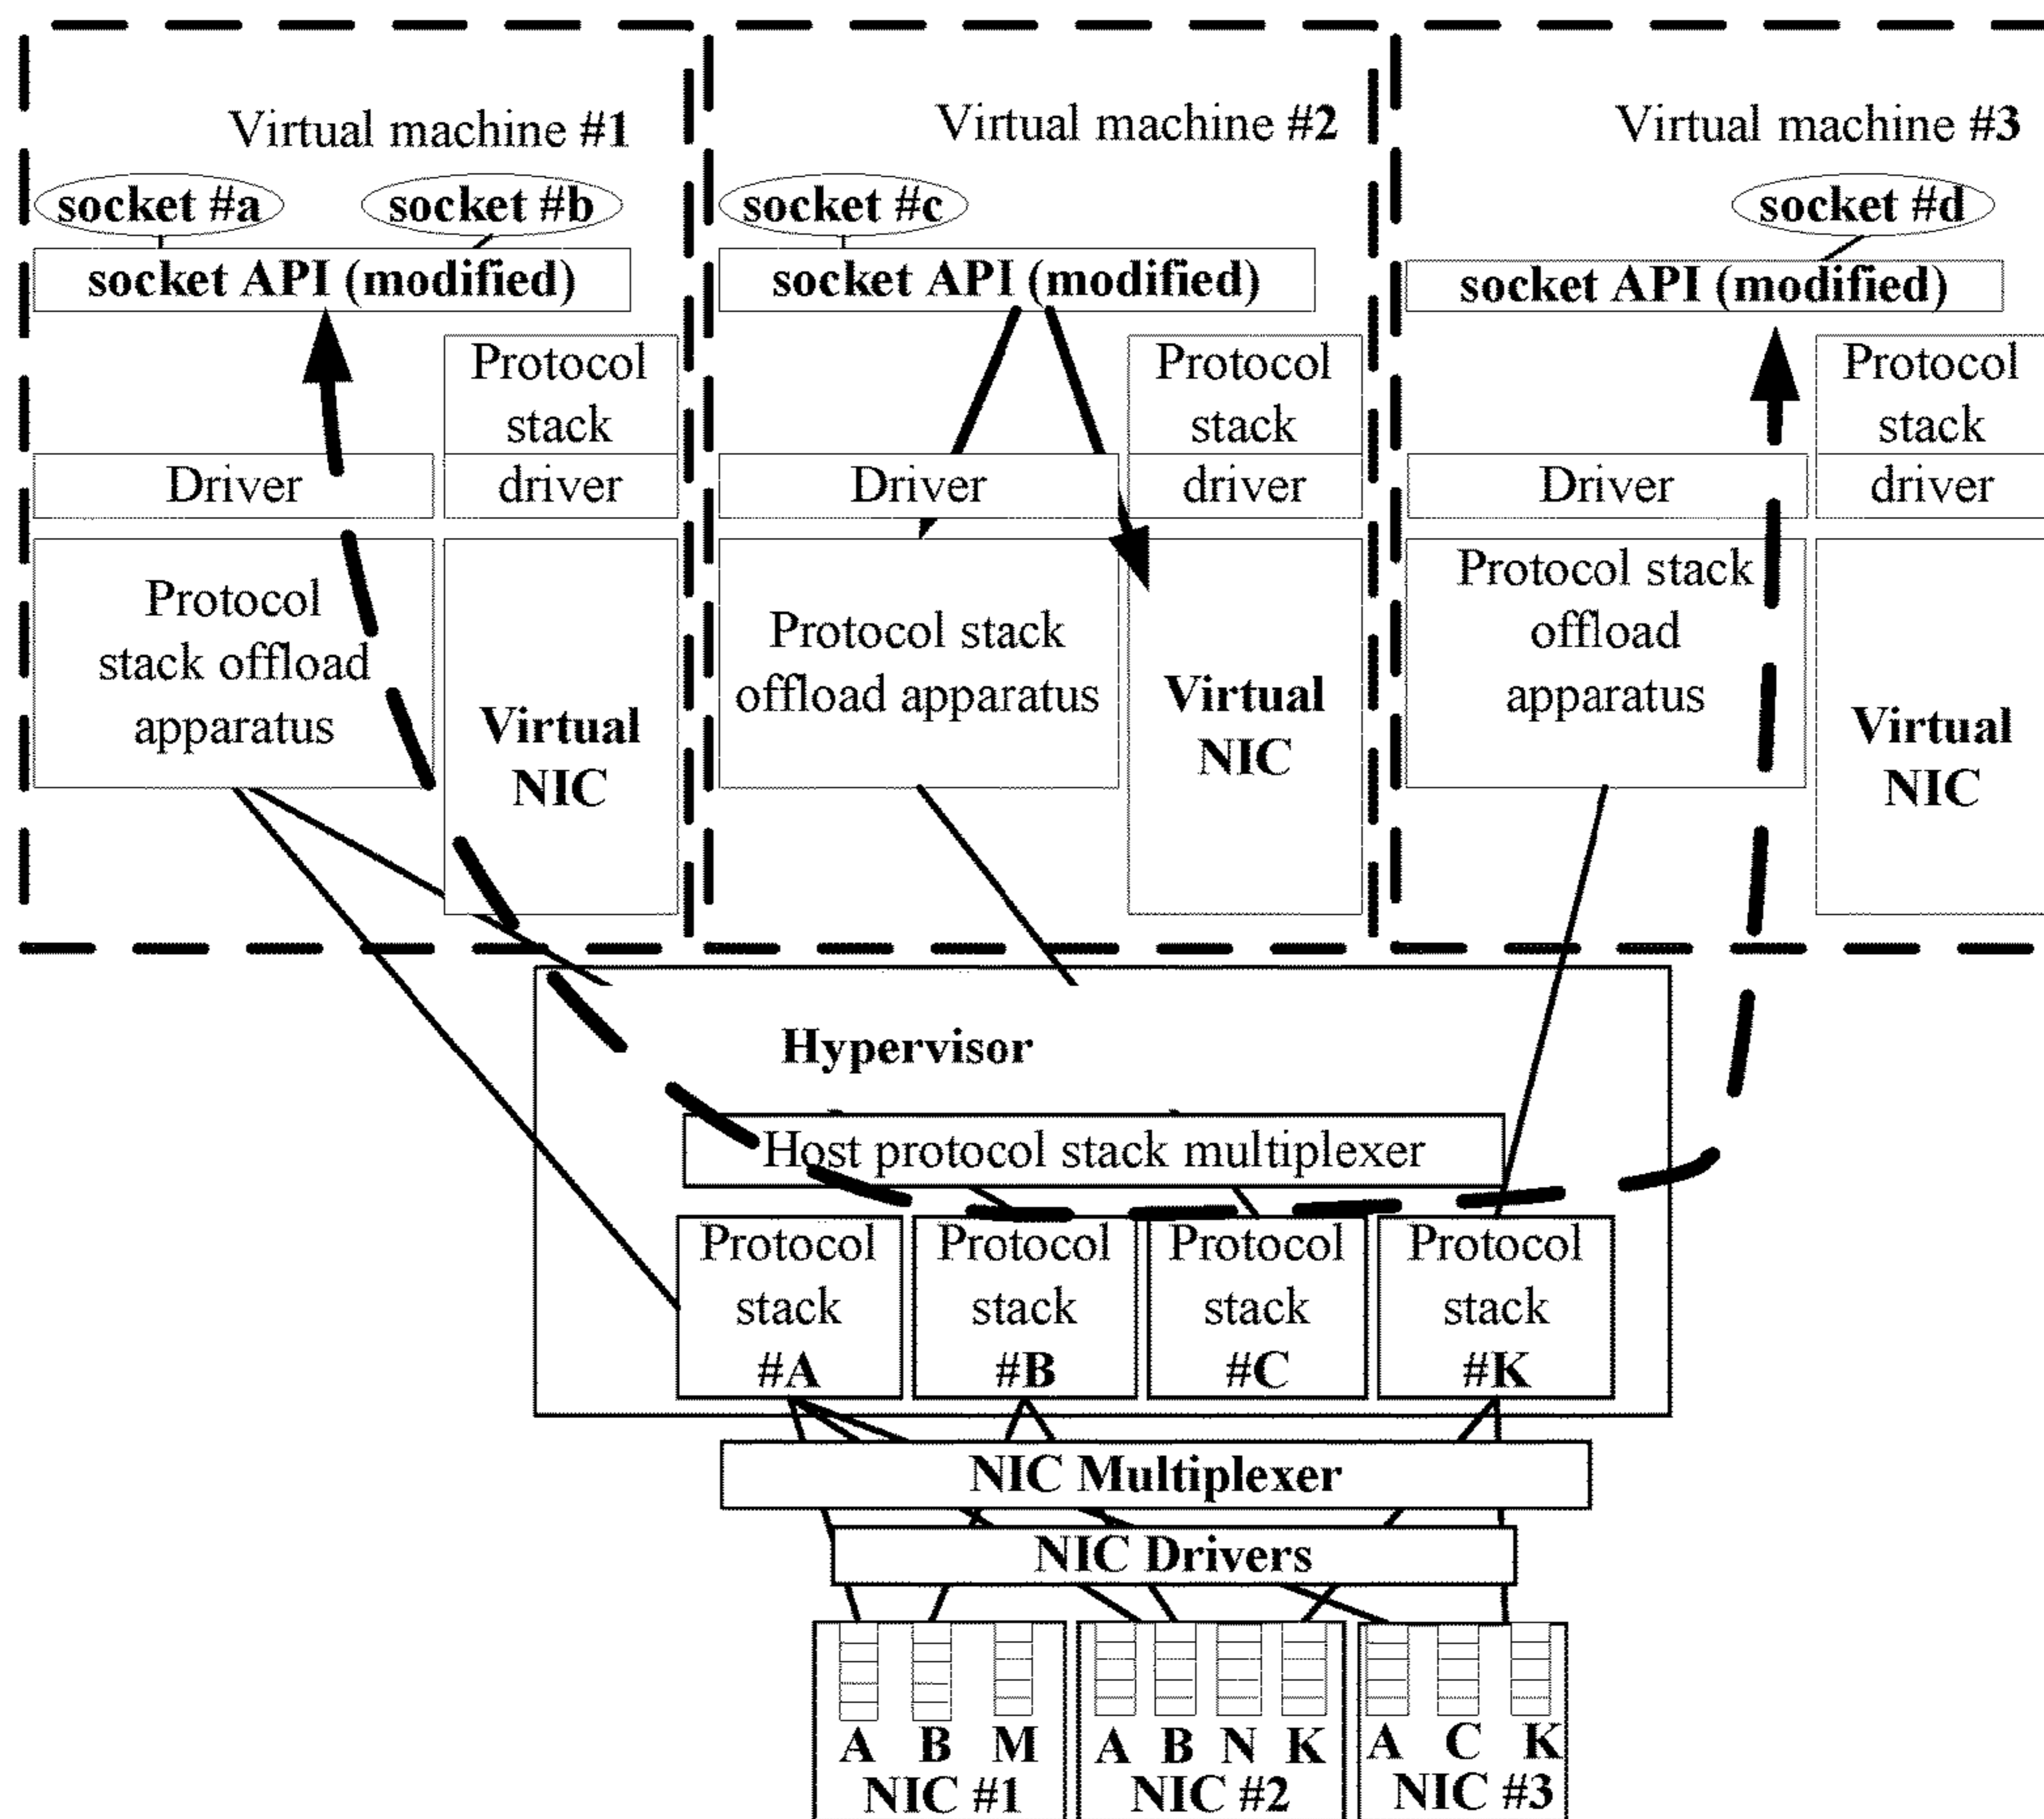 Virtual machine #1
socket #a
socket #b
socket API (modified)
Protocol
stack
Driver
driver
Protocol
stack offload
apparatus
Virtual
NIC
Virtual machine #2
socket #c
socket API (modified)
Protocol
stack
Driver
driver
Protocol stack
offload apparatus
Virtual
NIC
Virtual machine #3
socket #d
socket API (modified)
Protocol
stack
Driver
driver
Protocol stack
offload
apparatus
Virtual
NIC
Hypervisor
Host protocol stack multiplexer
Protocol
stack
#A
Protocol
stack
#B
Protocol
stack
#C
Protocol
stack
#K
NIC Multiplexer
NIC Drivers
A B M
NIC #1
A B N K
NIC #2
A C K
NIC #3